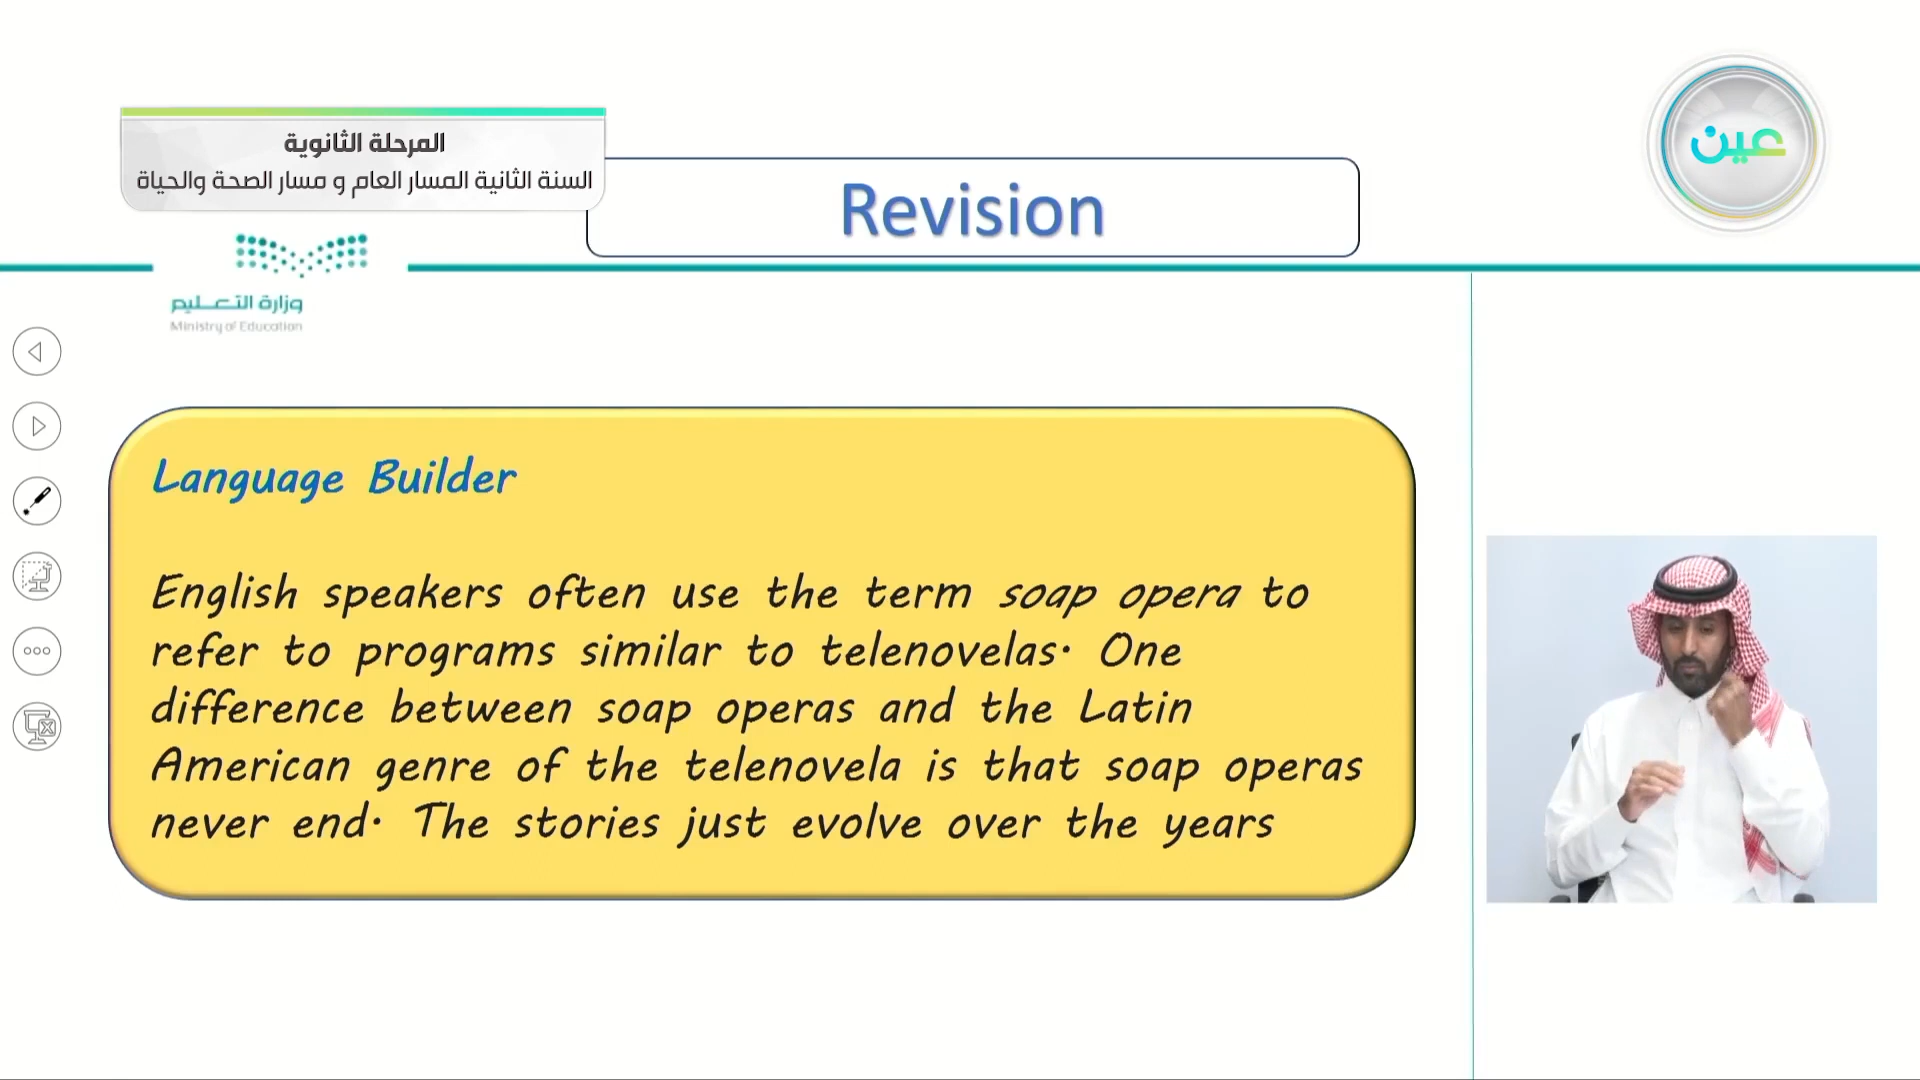 المرحلة الثانوية
السنة الثانية المسار العام و مسار الصحة والحياة
عين
Revision
وزارة التعليم
Ministry of Education
Language Builder
English speakers often use the term soap opera to
refer to programs similar to telenovelas. One
difference between soap operas and the Latin
American genre of the telenovela is that soap operas
never end. The stories just evolve over the years